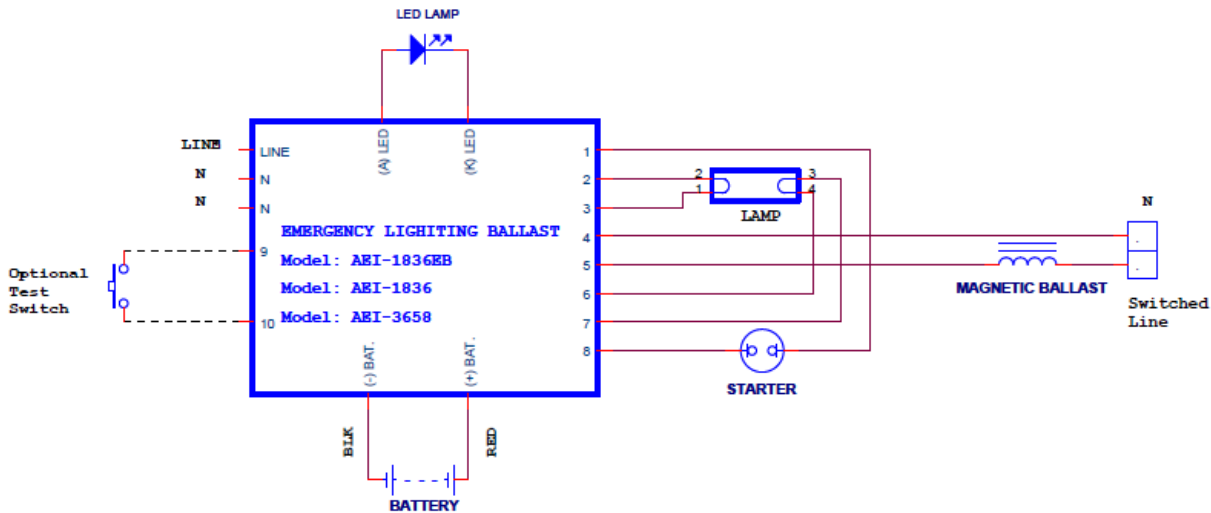 LED LAMP
LINE
N
N
LINE
N
N
(A) LED
(K) LED
1
2
3
4
5
6
7
8
EMERGENCY LIGHITING BALLAST
Model: AEI-1836EB
Model: AEI-1836
Model: AEI-3658
9
10
Optional
Test
Switch
(-) BAT.
(+) BAT.
BLK
RED
BATTERY
2
1
3
4
LAMP
N
MAGNETIC BALLAST
Switched
Line
STARTER